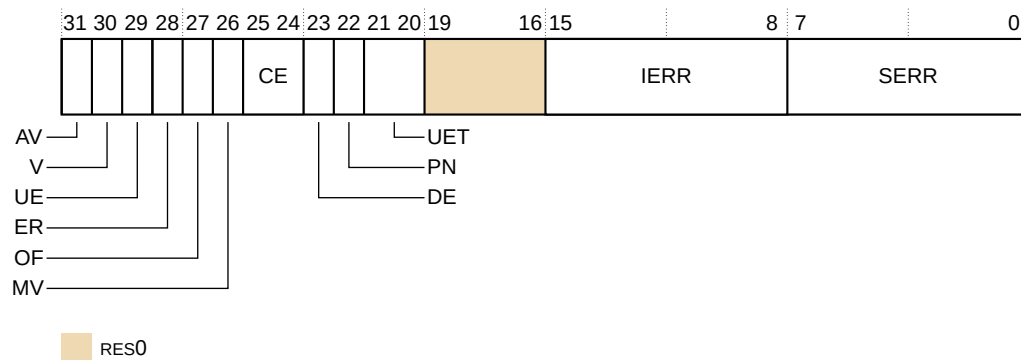 31 30 29 28 27 26 25 24 23 22 21 20 19 16 15 8 7 0
CE IERR SERR
AV UET
V PN
UE DE
ER
OF
MV
RES0